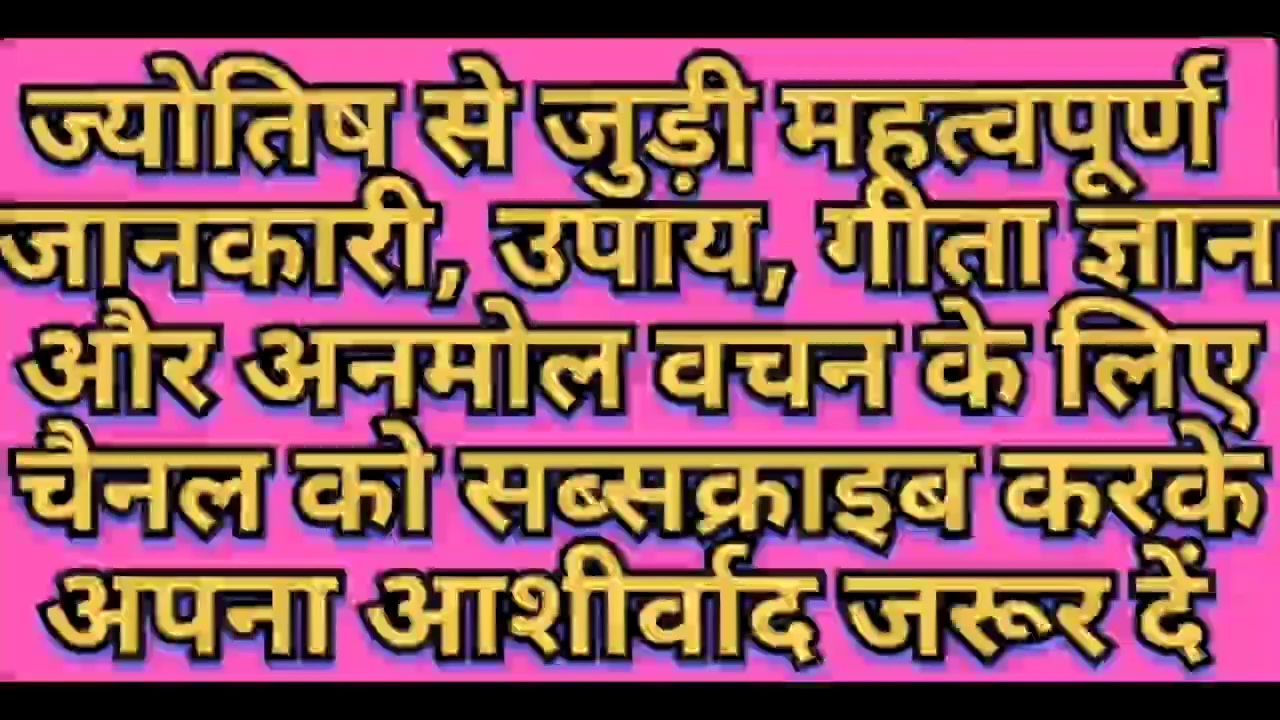 ज्योतिष से जुड़ी महत्वपूर्ण
जानकारी, उपाय, गीता ज्ञान
और अनमोल वचन के लिए
चैनल को सब्सक्राइब करके
अपना आशीर्वाद जरूर दें